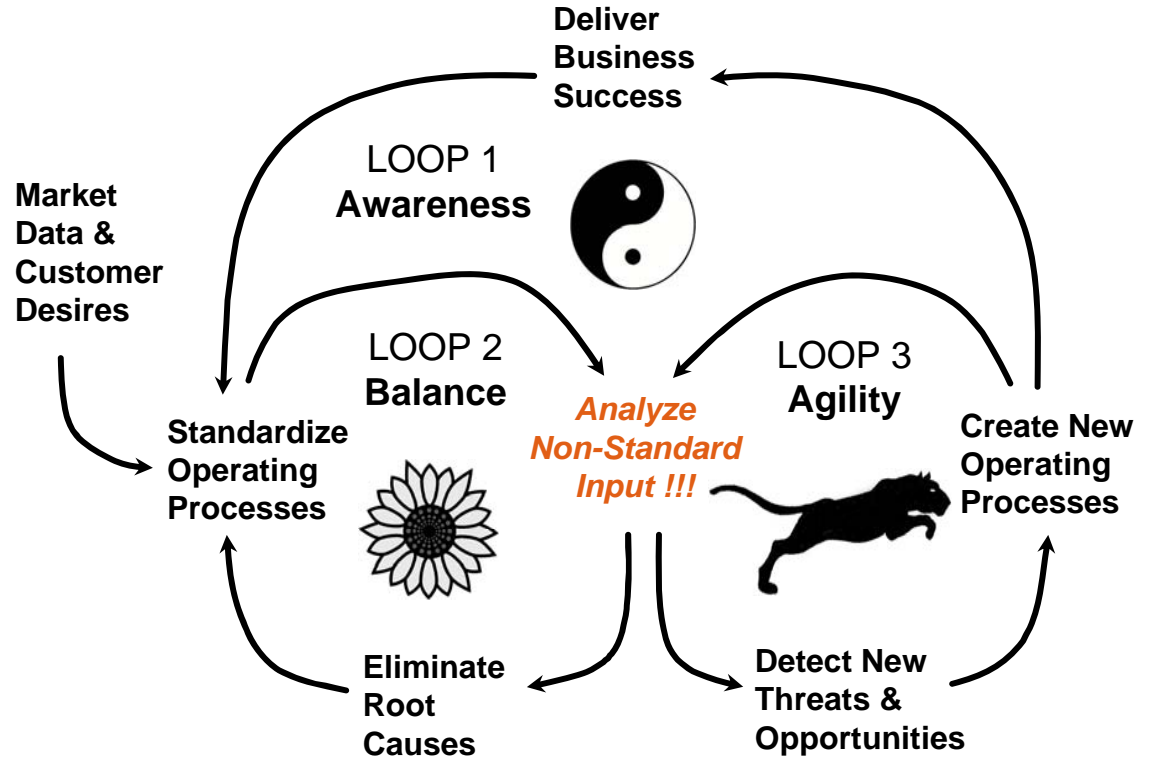 Deliver
Business
Success
LOOP 1
Awareness
Market
Data &
Customer
Desires
LOOP 2
Balance
LOOP 3
Agility
Analyze
Non-Standard
Input !!!
Standardize
Operating
Processes
Create New
Operating
Processes
Eliminate
Root
Causes
Detect New
Threats &
Opportunities